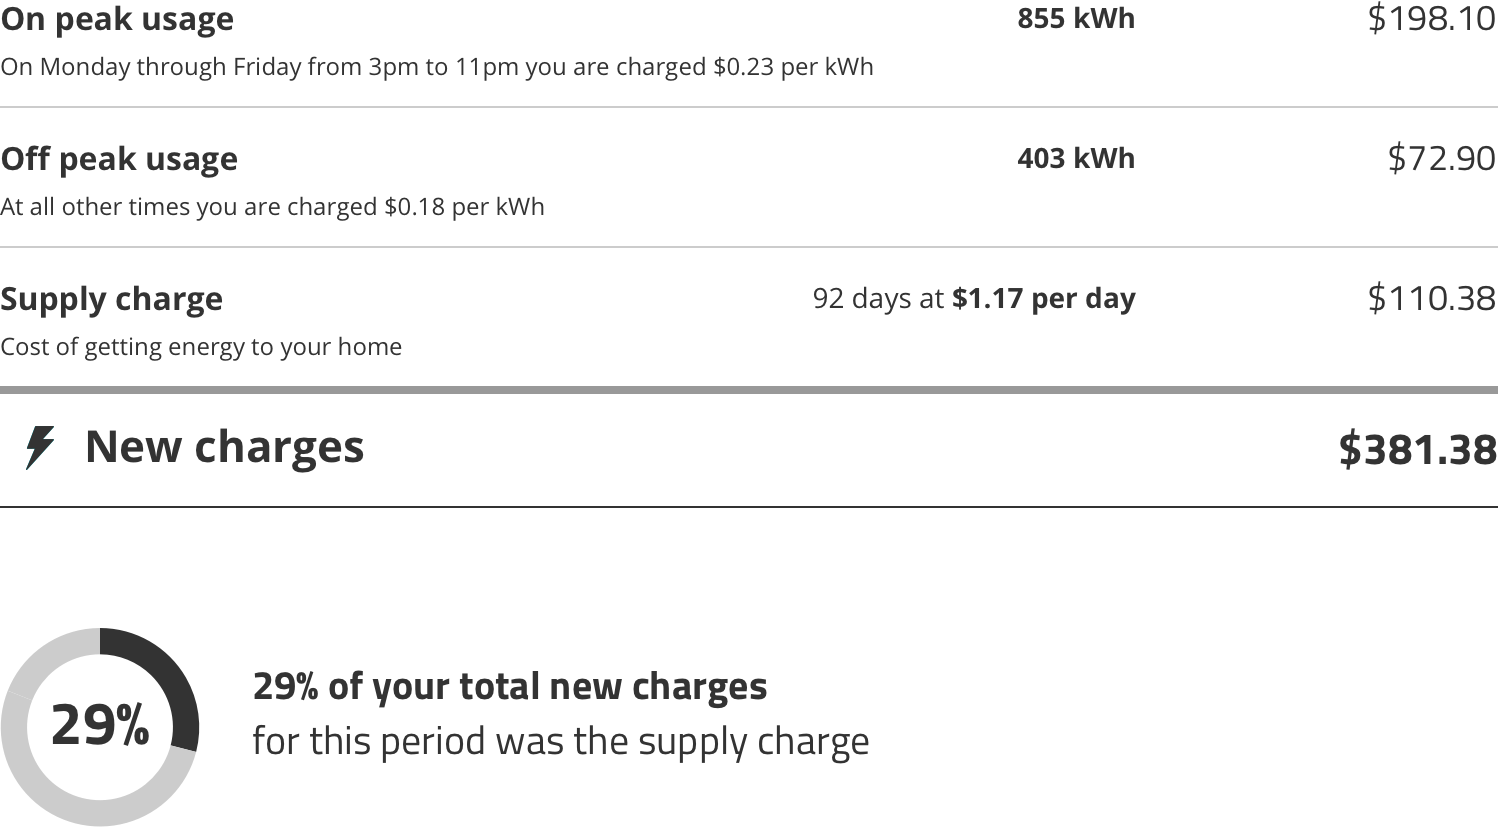 On peak usage 855 kWh $198.10
On Monday through Friday from 3pm to 11pm you are charged $0.23 per kWh
Off peak usage 403 kWh $72.90
At all other times you are charged $0.18 per kWh
Supply charge 92 days at $1.17 per day $110.38
Cost of getting energy to your home
New charges $381.38
29%
29% of your total new charges
for this period was the supply charge